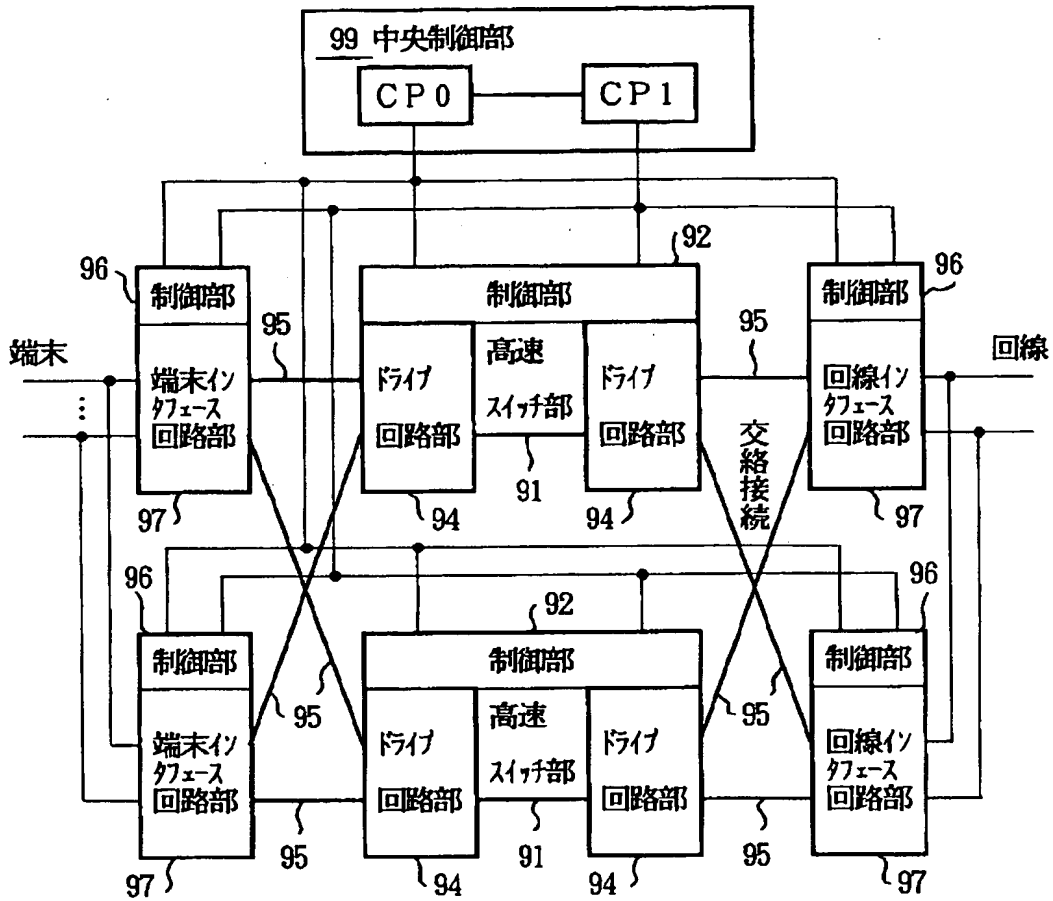 99 中央制御部
CP0
CP1
92
96
制御部
制御部
制御部
96
端末
95
高速
95
回線
端末イン
タフェース
回路部
ドライブ
回路部
スイッチ部
ドライブ
回路部
回線イン
タフェース
回路部
⋮
交絡接続
91
97
94
94
97
96
92
96
制御部
制御部
制御部
95
95
95
95
高速
端末イン
タフェース
回路部
ドライブ
回路部
スイッチ部
ドライブ
回路部
回線イン
タフェース
回路部
95
91
95
97
94
94
97